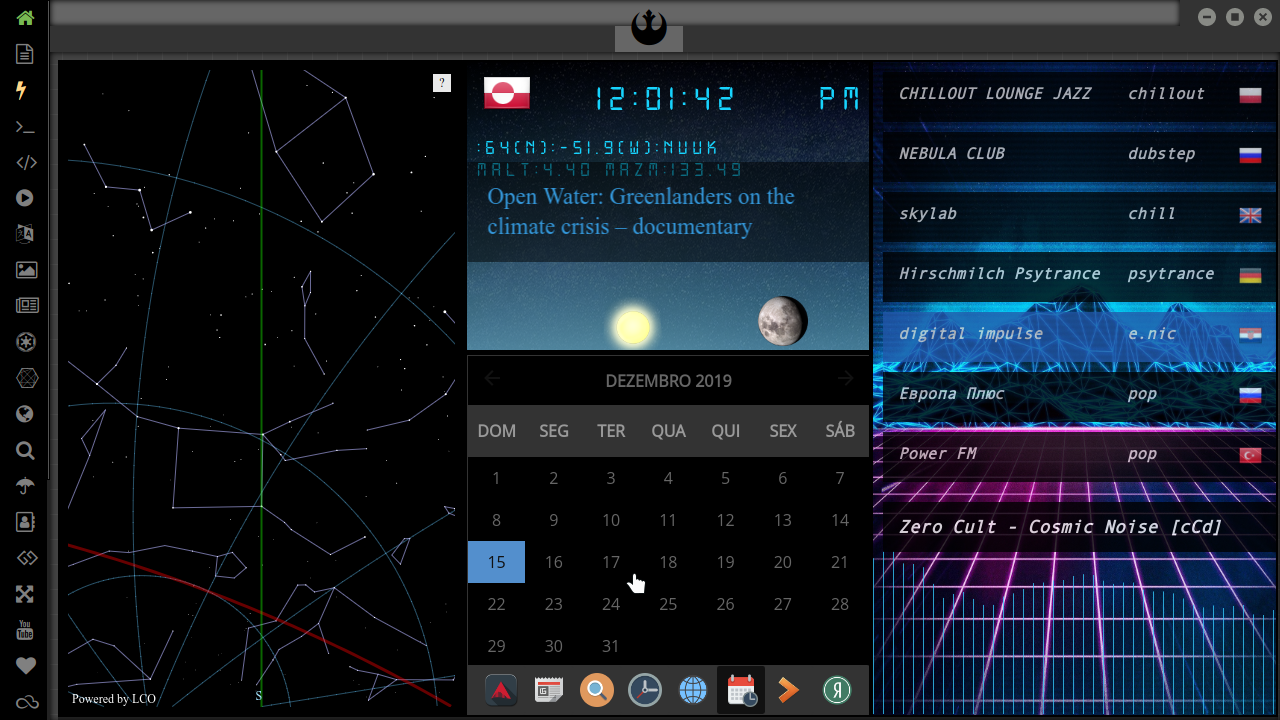 ?
Powered by LCO
S
12:01:42 PM
:64(N):-51.9(W):NUUK
MALT:4.40 MAZM:133.49
Open Water: Greenlanders on the
climate crisis – documentary
DEZEMBRO 2019
DOM SEG TER QUA QUI SEX SÁB
1 2 3 4 5 6 7
8 9 10 11 12 13 14
15 16 17 18 19 20 21
22 23 24 25 26 27 28
29 30 31
CHILLOUT LOUNGE JAZZ chillout
NEBULA CLUB dubstep
skylab chill
Hirschmilch Psytrance psytrance
digital impulse e.nic
Европа Плюс pop
Power FM pop
Zero Cult - Cosmic Noise [cCd]
You
Tube
Я